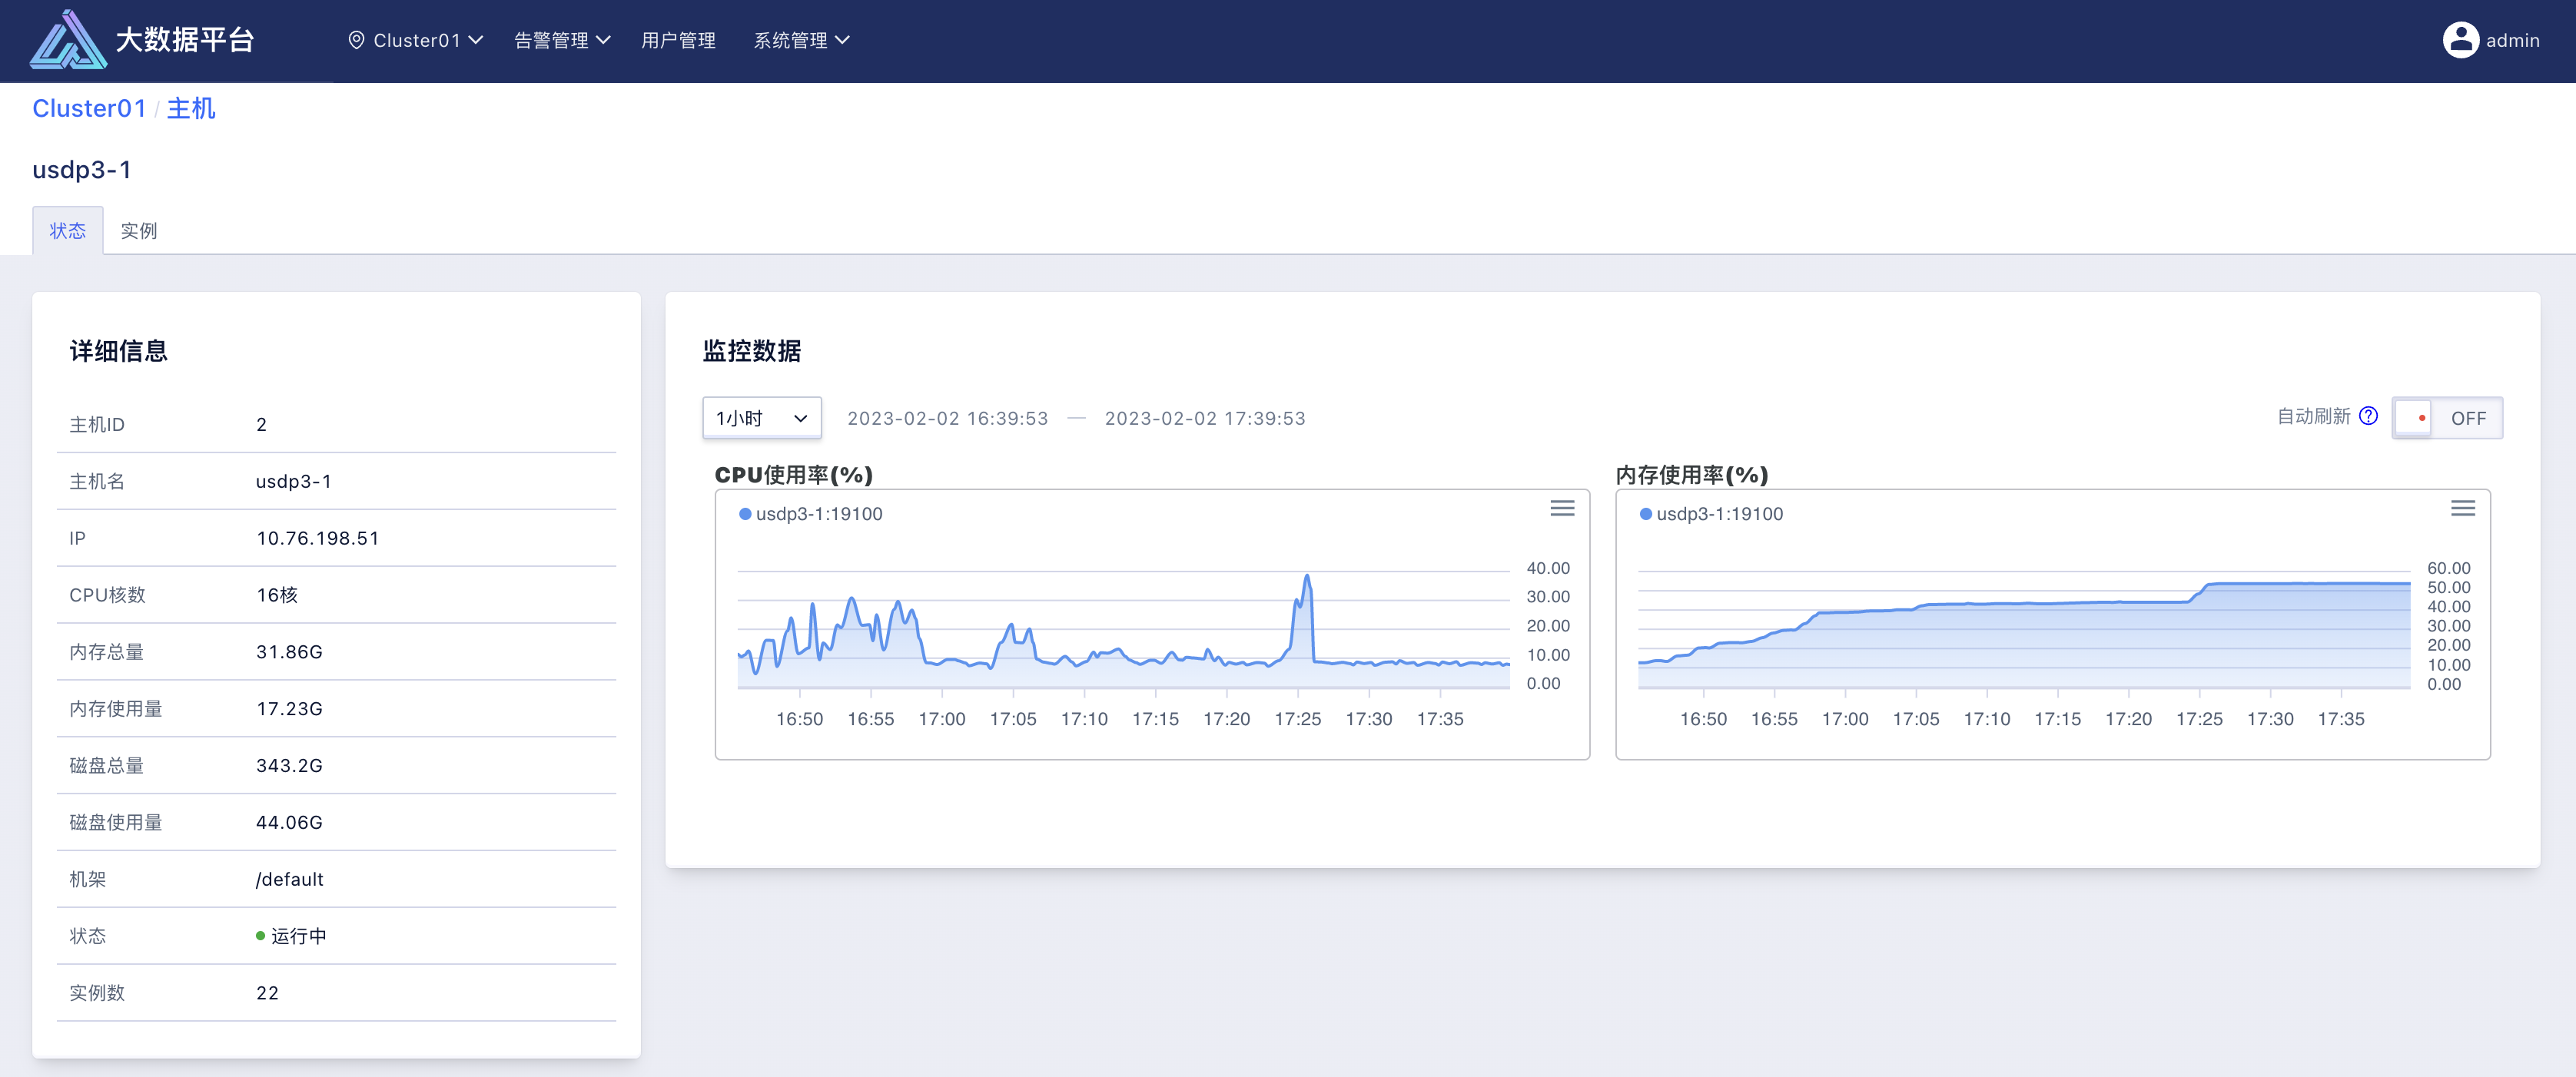 大数据平台 Cluster01 告警管理 用户管理 系统管理 admin
Cluster01 / 主机
usdp3-1
状态 实例
详细信息
主机ID 2
主机名 usdp3-1
IP 10.76.198.51
CPU核数 16核
内存总量 31.86G
内存使用量 17.23G
磁盘总量 343.2G
磁盘使用量 44.06G
机架 /default
状态 运行中
实例数 22
监控数据
1小时 2023-02-02 16:39:53 — 2023-02-02 17:39:53 自动刷新 ? OFF
CPU使用率(%)
usdp3-1:19100
40.00
30.00
20.00
10.00
0.00
16:50 16:55 17:00 17:05 17:10 17:15 17:20 17:25 17:30 17:35
内存使用率(%)
usdp3-1:19100
60.00
50.00
40.00
30.00
20.00
10.00
0.00
16:50 16:55 17:00 17:05 17:10 17:15 17:20 17:25 17:30 17:35